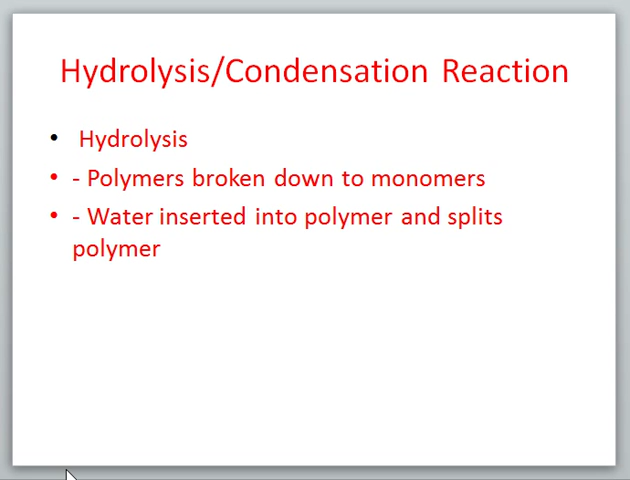 Hydrolysis/Condensation Reaction
• Hydrolysis
• - Polymers broken down to monomers
• - Water inserted into polymer and splits
polymer